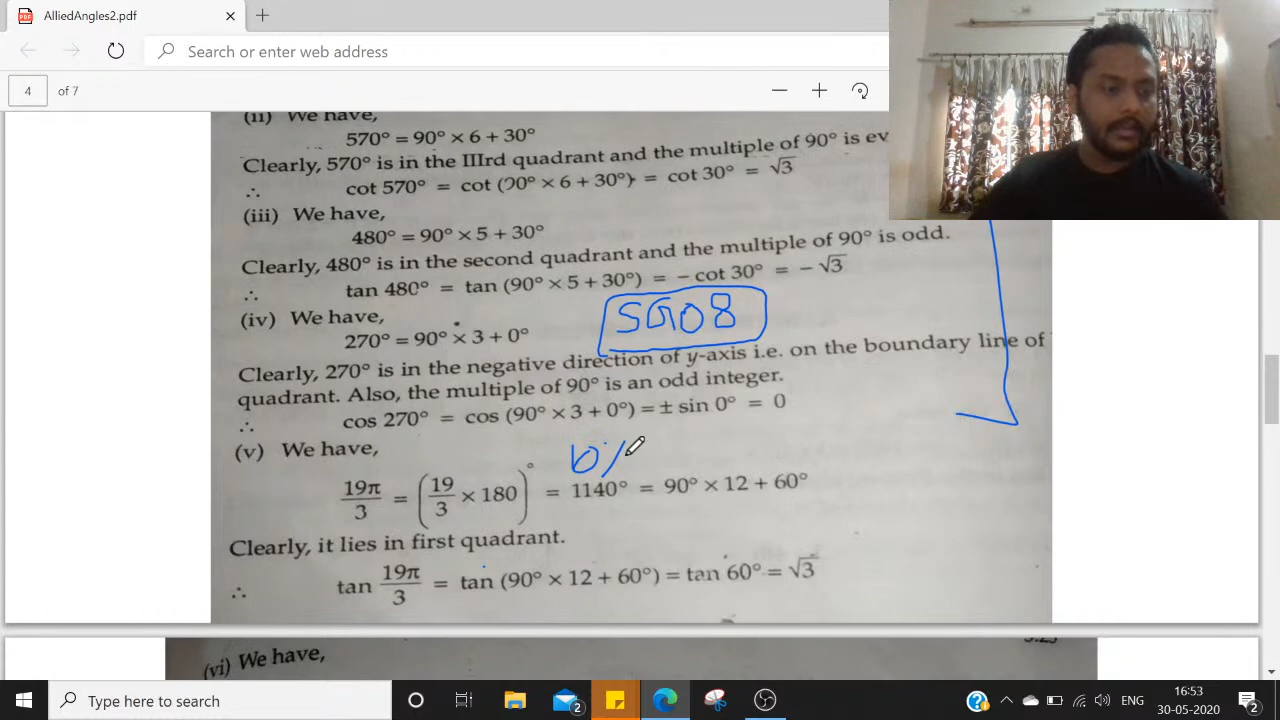 AlliedAngles2.pdf
Search or enter web address
4 of 7
(ii) We have,
570° = 90° × 6 + 30°
Clearly, 570° is in the IIIrd quadrant and the multiple of 90° is ev
∴ cot 570° = cot (90° × 6 + 30°) = cot 30° = √3
(iii) We have,
480° = 90° × 5 + 30°
Clearly, 480° is in the second quadrant and the multiple of 90° is odd.
∴ tan 480° = tan (90° × 5 + 30°) = − cot 30° = − √3
(iv) We have,
SG08
270° = 90° × 3 + 0°
Clearly, 270° is in the negative direction of y-axis i.e. on the boundary line of
quadrant. Also, the multiple of 90° is an odd integer.
∴ cos 270° = cos (90° × 3 + 0°) = ± sin 0° = 0
(v) We have,
19π/3 = (19/3 × 180)° = 1140° = 90° × 12 + 60°
Clearly, it lies in first quadrant.
∴ tan 19π/3 = tan (90° × 12 + 60°) = tan 60° = √3
(vi) We have,
Type here to search
2
ENG
16:53
30-05-2020
2